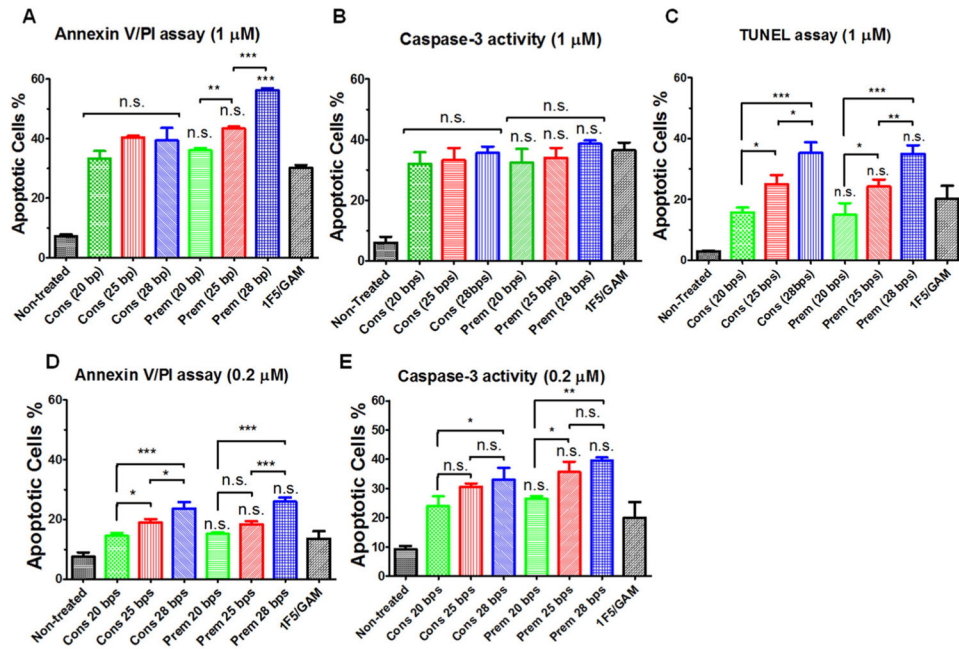 A
Annexin V/PI assay (1 μM)
Apoptotic Cells %
60
40
20
0
n.s.
n.s.
**
n.s.
***
***
Non-treated
Cons (20 bp)
Cons (25 bp)
Cons (28 bp)
Prem (20 bp)
Prem (25 bp)
Prem (28 bp)
1F5/GAM
B
Caspase-3 activity (1 μM)
Apoptotic Cells %
60
40
20
0
n.s.
n.s.
n.s.
n.s.
n.s.
Non-Treated
Cons (20 bps)
Cons (25 bps)
Cons (28bps)
Prem (20 bps)
Prem (25 bps)
Prem (28 bps)
1F5/GAM
C
TUNEL assay (1 μM)
Apoptotic Cells %
60
40
20
0
***
*
*
***
**
*
n.s.
n.s.
n.s.
Non-Treated
Cons (20 bps)
Cons (25 bps)
Cons (28bps)
Prem (20 bps)
Prem (25 bps)
Prem (28 bps)
1F5/GAM
D
Annexin V/PI assay (0.2 μM)
Apoptotic Cells %
60
40
20
0
***
*
*
***
n.s.
***
n.s.
n.s.
n.s.
Non-treated
Cons 20 bps
Cons 25 bps
Cons 28 bps
Prem 20 bps
Prem 25 bps
Prem 28 bps
1F5/GAM
E
Caspase-3 activity (0.2 μM)
Apoptotic Cells %
60
40
30
20
10
0
*
n.s.
n.s.
**
*
n.s.
n.s.
n.s.
n.s.
Non-treated
Cons 20 bps
Cons 25 bps
Cons 28 bps
Prem 20 bps
Prem 25 bps
Prem 28 bps
1F5/GAM